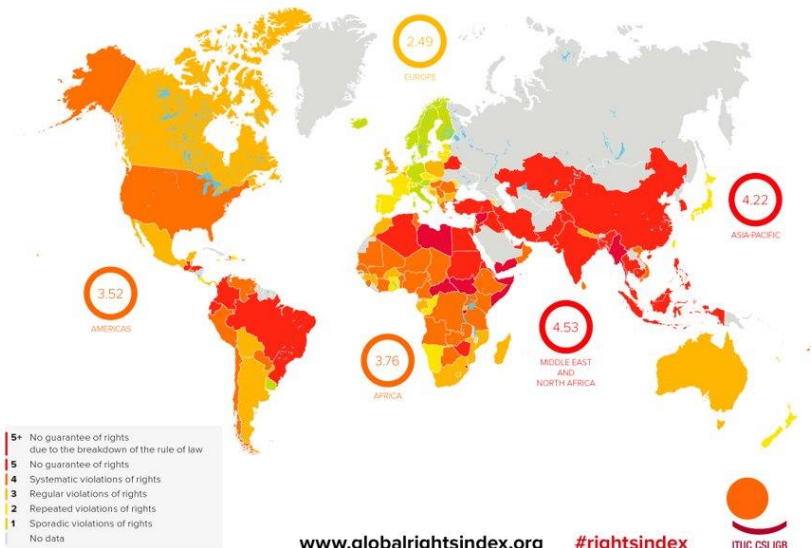 2.49
EUROPE
4.22
ASIA-PACIFIC
3.52
AMERICAS
4.53
MIDDLE EAST
AND
NORTH AFRICA
3.76
AFRICA
5+ No guarantee of rights
due to the breakdown of the rule of law
5 No guarantee of rights
4 Systematic violations of rights
3 Regular violations of rights
2 Repeated violations of rights
1 Sporadic violations of rights
No data
www.globalrightsindex.org #rightsindex
ITUC CSI IGB